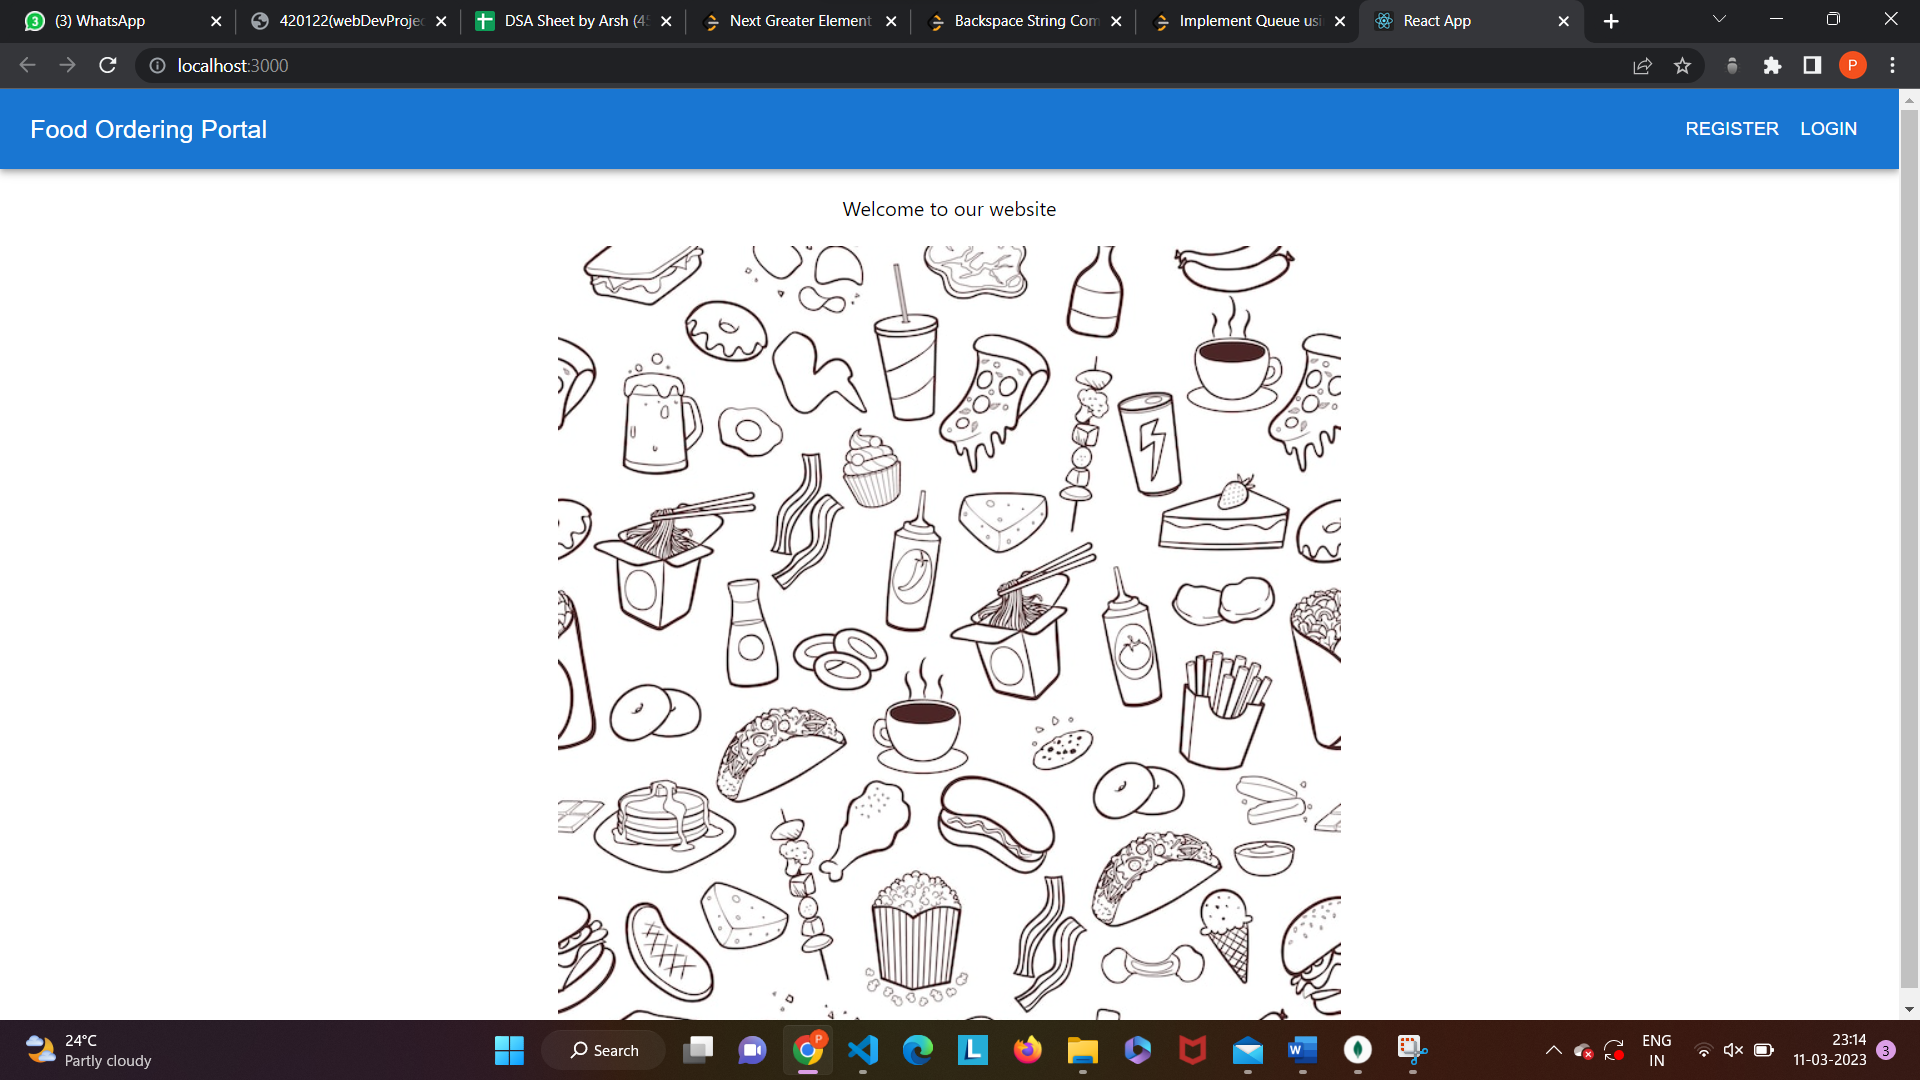 (3) WhatsApp
420122(webDevProjec
DSA Sheet by Arsh (45
Next Greater Element
Backspace String Com
Implement Queue usi
React App
localhost:3000
P
Food Ordering Portal
REGISTER
LOGIN
Welcome to our website
24°C
Partly cloudy
Search
P
L
W
ENG
IN
23:14
11-03-2023
3